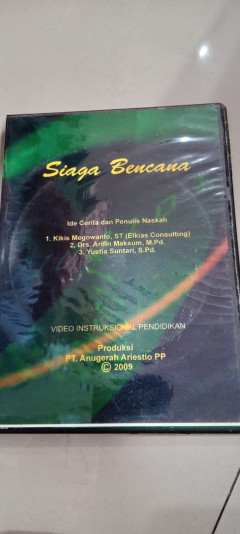 Siaga Bencana
Ide Cerita dan Penulis Naskah
1. Kikis Megowanto, ST (Elkias Consulting)
2. Drs. Arifin Maksum, M.Pd.
3. Yustia Suntari, S.Pd.
VIDEO INSTRUKSIONAL PENDIDIKAN
Produksi
PT. Anugerah Ariestio PP
© 2009